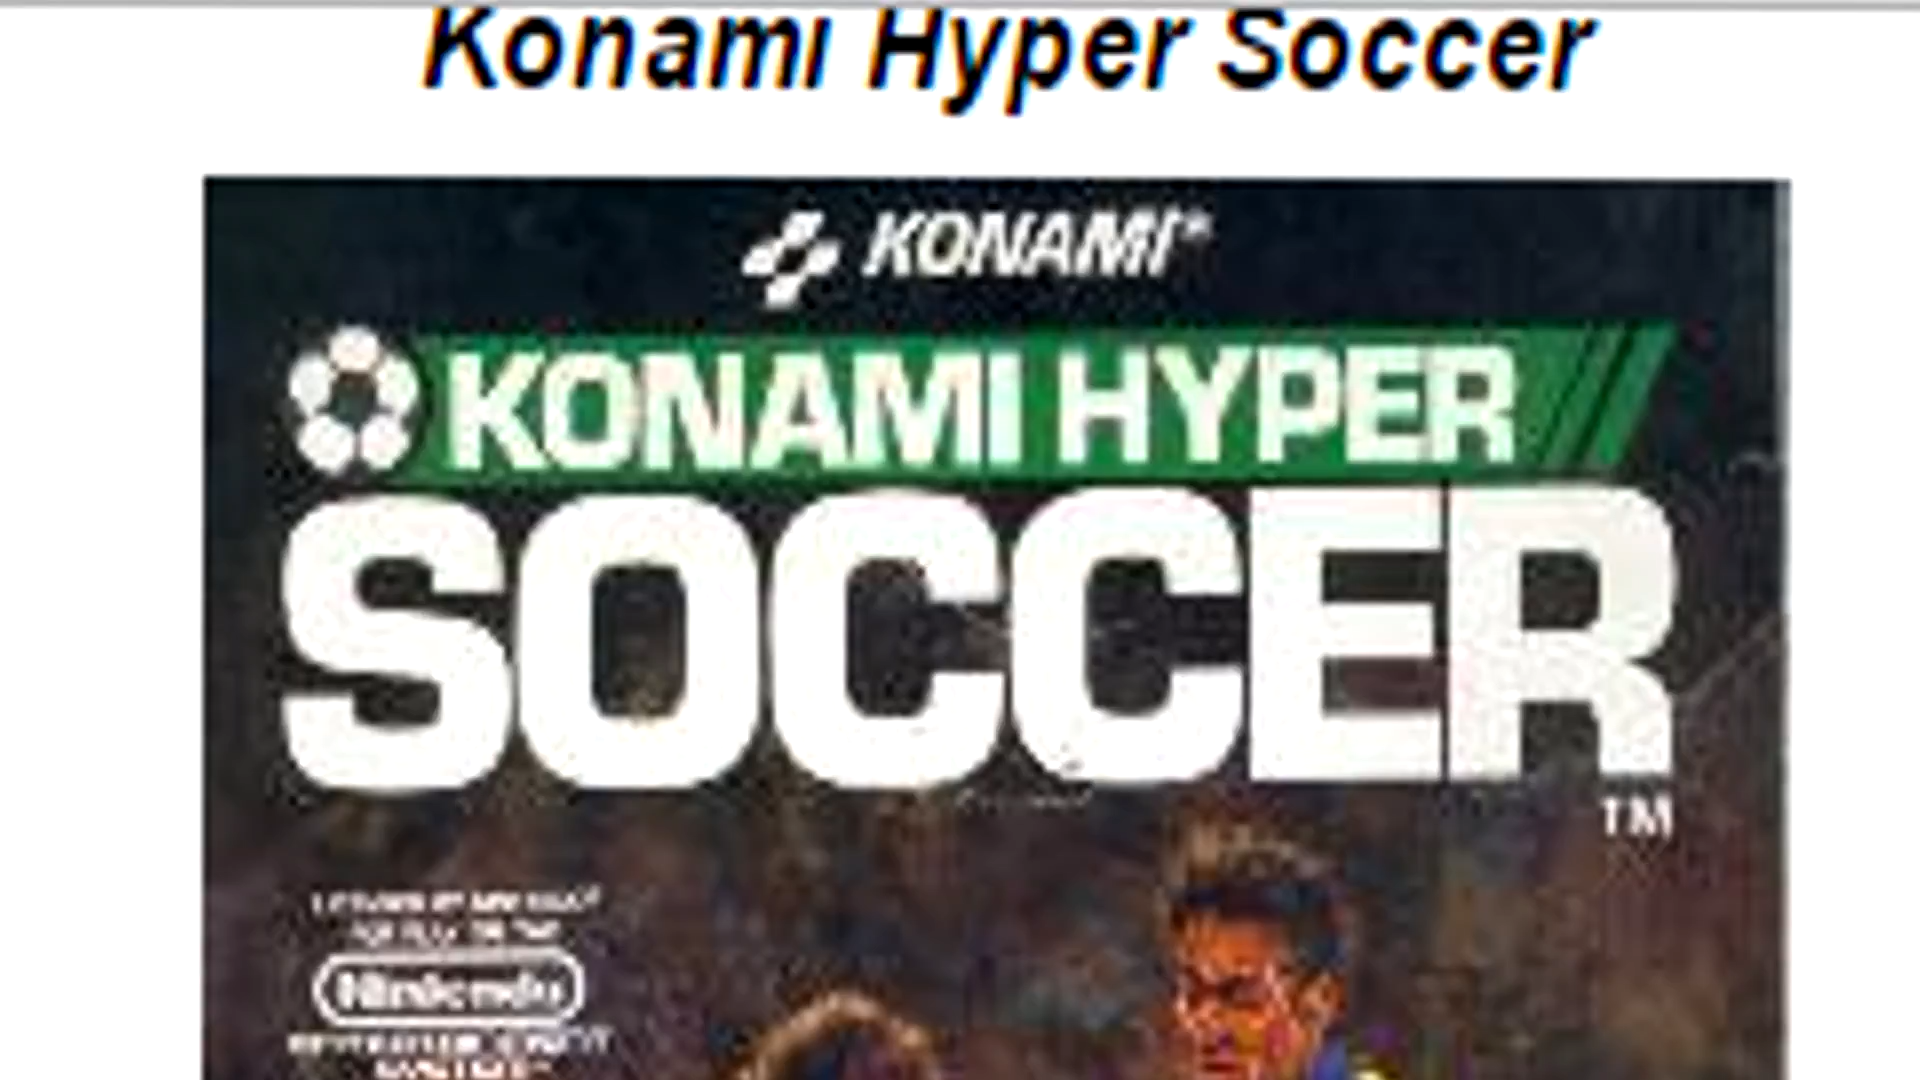 Konami Hyper Soccer
KONAMI®
KONAMI HYPER
SOCCER
TM
Nintendo